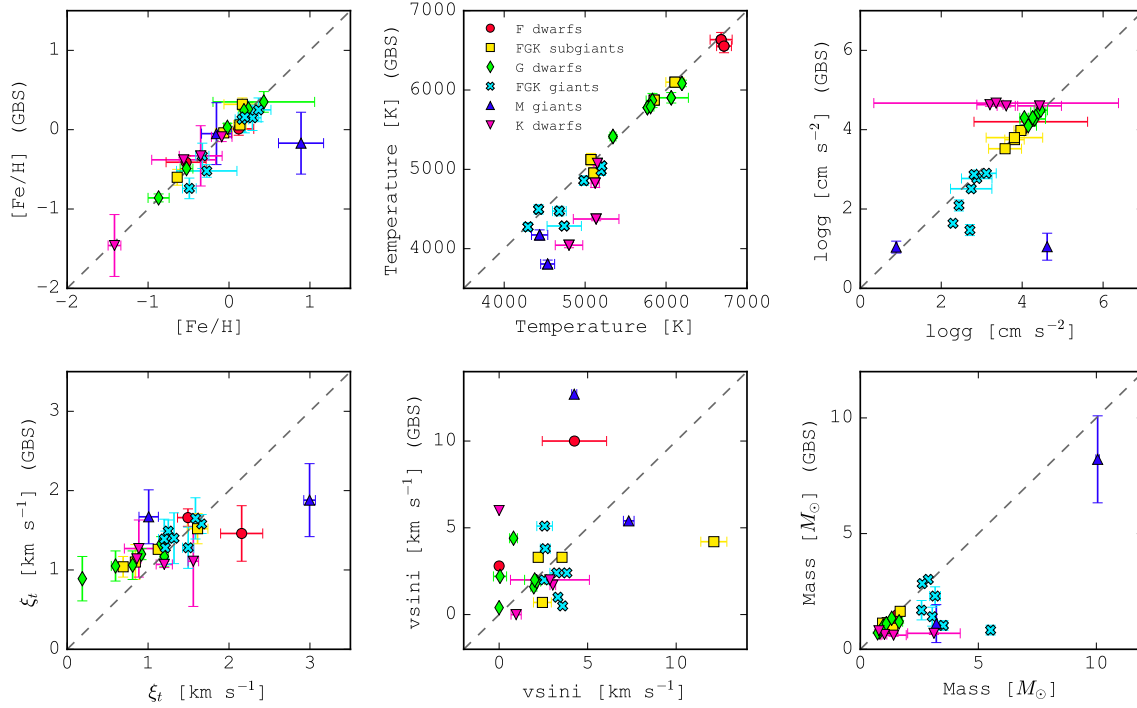 [Fe/H] (GBS)
1
0
−1
−2
−2
−1
0
1
[Fe/H]
Temperature [K] (GBS)
7000
6000
5000
4000
F dwarfs
FGK subgiants
G dwarfs
FGK giants
M giants
K dwarfs
4000
5000
6000
7000
Temperature [K]
logg [cm s⁻²] (GBS)
6
4
2
0
0
2
4
6
logg [cm s⁻²]
ξₜ [km s⁻¹] (GBS)
3
2
1
0
0
1
2
3
ξₜ [km s⁻¹]
vsini [km s⁻¹] (GBS)
10
5
0
0
5
10
vsini [km s⁻¹]
Mass [M☉] (GBS)
10
5
0
0
5
10
Mass [M☉]